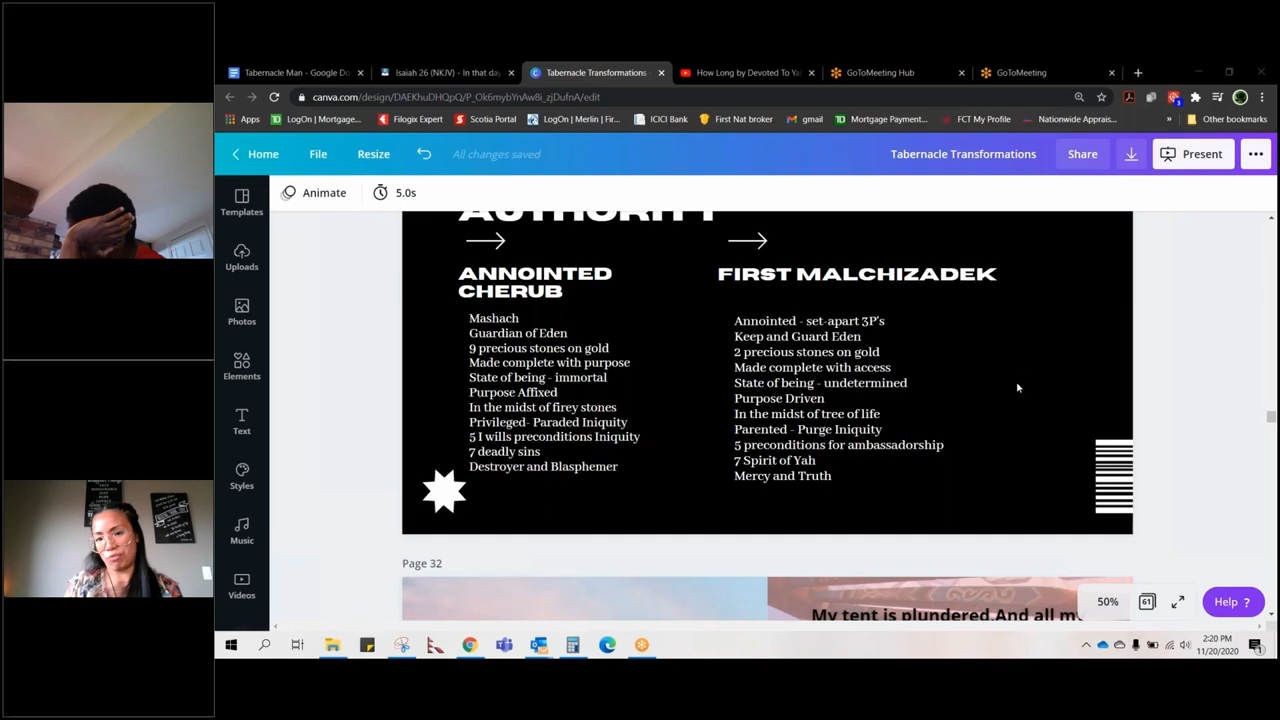 Tabernacle Man - Google Do
Isaiah 26 (NKJV) - In that day,
Tabernacle Transformations -
How Long by Devoted To Ya
GoToMeeting Hub
GoToMeeting
canva.com/design/DAEKhuDHQpQ/P_Ok6mybYnAw8i_zjDufnA/edit
Apps
LogOn | Mortgage...
Filogix Expert
Scotia Portal
LogOn | Merlin | Fir...
ICICI Bank
First Nat broker
gmail
Mortgage Payment...
FCT My Profile
Nationwide Apprais...
Other bookmarks
Home
File
Resize
All changes saved
Tabernacle Transformations
Share
Present
Animate
5.0s
Templates
Uploads
Photos
Elements
Text
Styles
Music
Videos
AUTHORITY
ANNOINTED
CHERUB
Mashach
Guardian of Eden
9 precious stones on gold
Made complete with purpose
State of being - immortal
Purpose Affixed
In the midst of firey stones
Privileged- Paraded Iniquity
5 I wills preconditions Iniquity
7 deadly sins
Destroyer and Blasphemer
FIRST MALCHIZADEK
Annointed - set-apart 3P's
Keep and Guard Eden
2 precious stones on gold
Made complete with access
State of being - undetermined
Purpose Driven
In the midst of tree of life
Parented - Purge Iniquity
5 preconditions for ambassadorship
7 Spirit of Yah
Mercy and Truth
Page 32
My tent is plundered,And all my
50%
61
Help ?
2:20 PM
11/20/2020